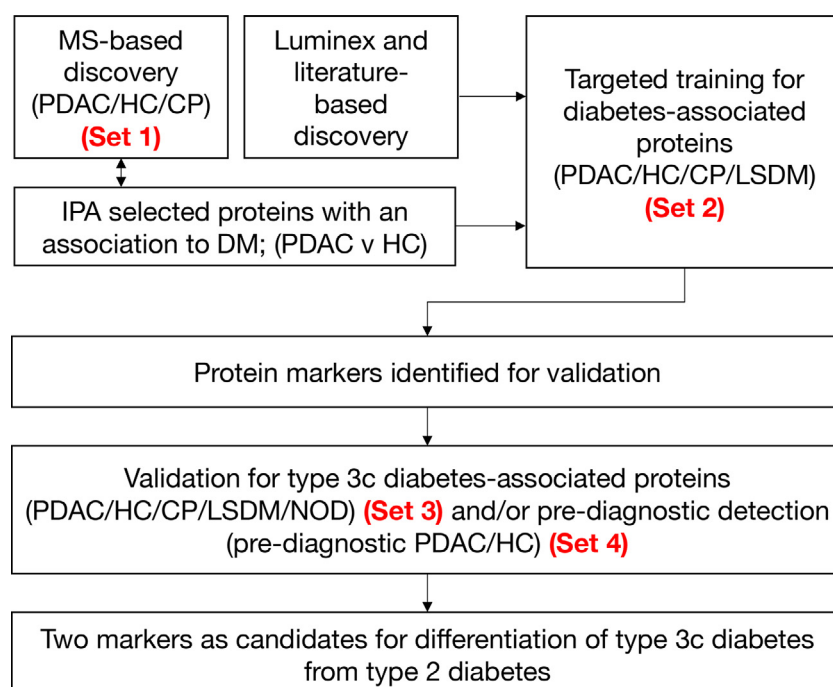 MS-based
discovery
(PDAC/HC/CP)
(Set 1)
Luminex and
literature-
based
discovery
Targeted training for
diabetes-associated
proteins
(PDAC/HC/CP/LSDM)
(Set 2)
IPA selected proteins with an
association to DM; (PDAC v HC)
Protein markers identified for validation
Validation for type 3c diabetes-associated proteins
(PDAC/HC/CP/LSDM/NOD) (Set 3) and/or pre-diagnostic detection
(pre-diagnostic PDAC/HC) (Set 4)
Two markers as candidates for differentiation of type 3c diabetes
from type 2 diabetes